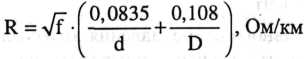 R = √f · (0,0835/d + 0,108/D), Ом/км